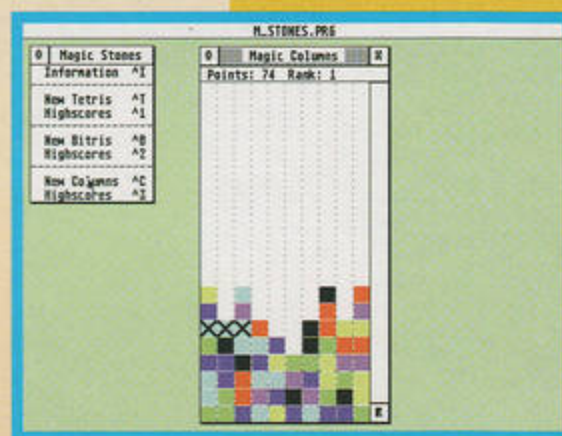 M_STONES.PRG
Magic Stones
Information ^I
New Tetris ^T
Highscores ^1
New Bitris ^B
Highscores ^2
New Columns ^C
Highscores ^I
Magic Columns
Points: 74 Rank: 1